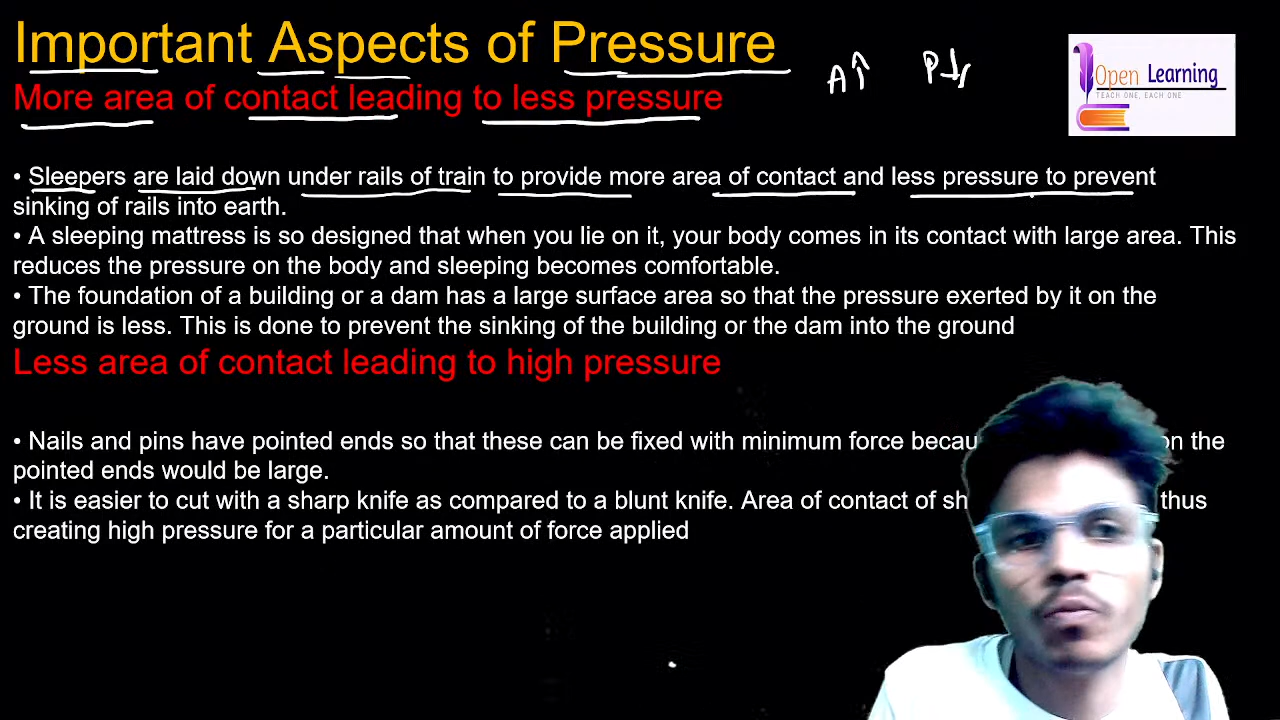 Important Aspects of Pressure
A↑ P↓
Open Learning
TEACH ONE, EACH ONE
More area of contact leading to less pressure
• Sleepers are laid down under rails of train to provide more area of contact and less pressure to prevent
sinking of rails into earth.
• A sleeping mattress is so designed that when you lie on it, your body comes in its contact with large area. This
reduces the pressure on the body and sleeping becomes comfortable.
• The foundation of a building or a dam has a large surface area so that the pressure exerted by it on the
ground is less. This is done to prevent the sinking of the building or the dam into the ground
Less area of contact leading to high pressure
• Nails and pins have pointed ends so that these can be fixed with minimum force on the
pointed ends would be large.
• It is easier to cut with a sharp knife as compared to a blunt knife. Area of contact of thus
creating high pressure for a particular amount of force applied